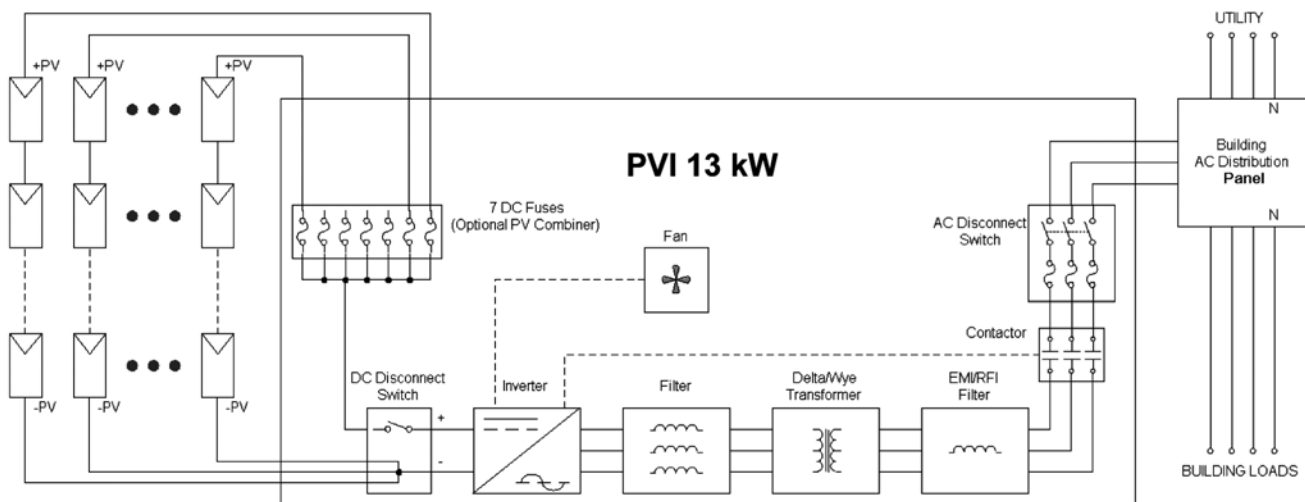 UTILITY
+PV
+PV
+PV
N
Building
AC Distribution
Panel
N
PVI 13 kW
7 DC Fuses
(Optional PV Combiner)
Fan
AC Disconnect
Switch
Contactor
DC Disconnect
Switch
Inverter
Filter
Delta/Wye
Transformer
EMI/RFI
Filter
-PV
-PV
-PV
+
-
BUILDING LOADS